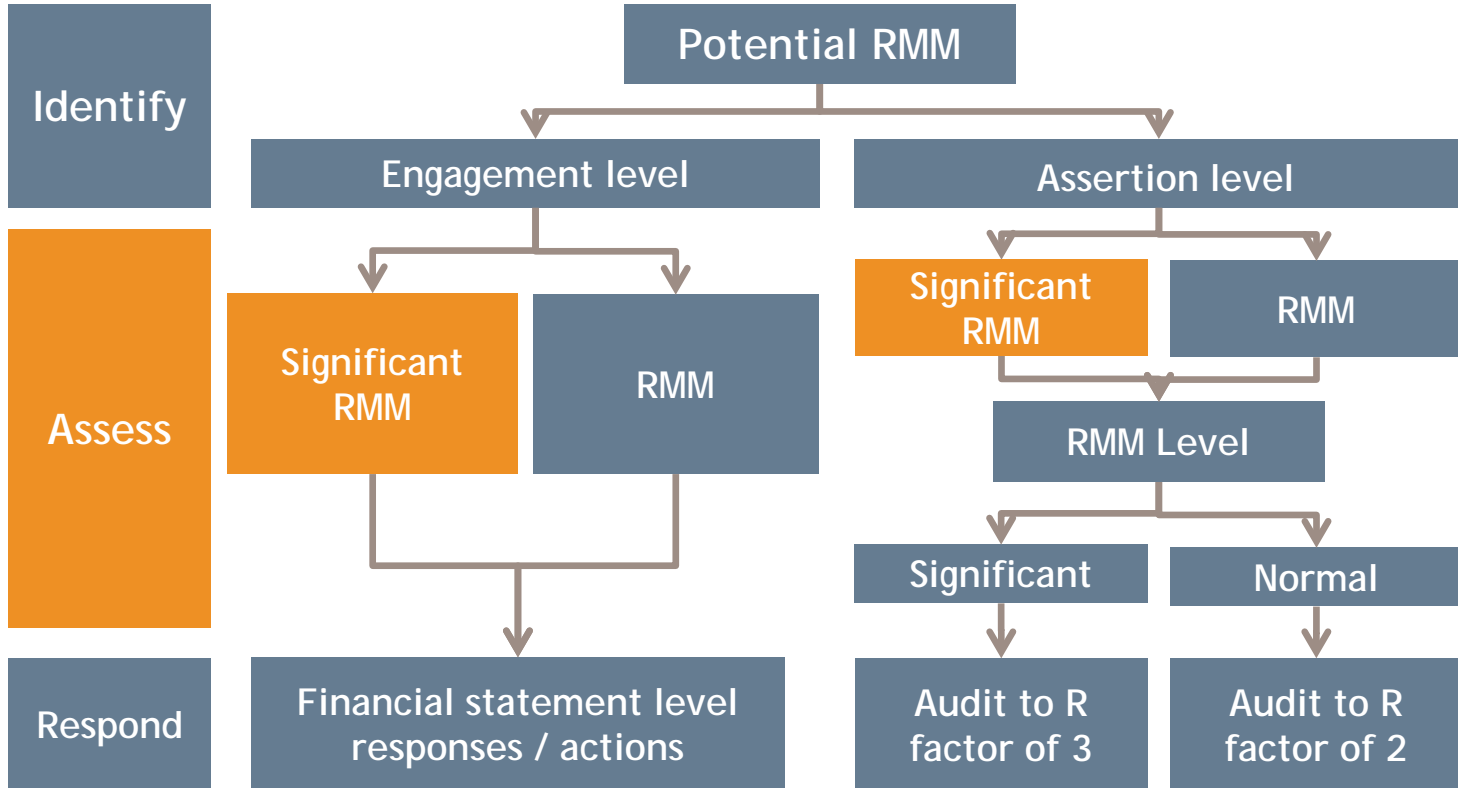 Potential RMM
Identify
Engagement level
Assertion level
Assess
Significant
RMM
RMM
Significant
RMM
RMM
RMM Level
Significant
Normal
Respond
Financial statement level
responses / actions
Audit to R
factor of 3
Audit to R
factor of 2